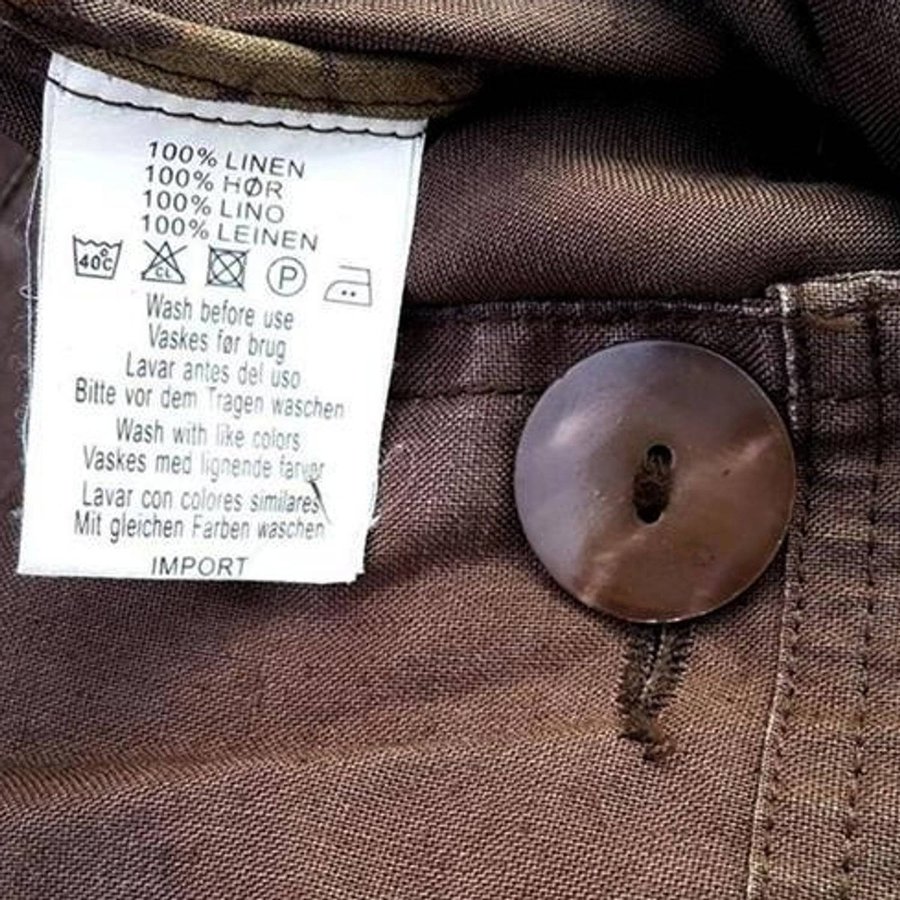 100% LINEN
100% HØR
100% LINO
100% LEINEN
40C CL P
Wash before use
Vaskes før brug
Lavar antes del uso
Bitte vor dem Tragen waschen
Wash with like colors
Vaskes med lignende farver
Lavar con colores similares
Mit gleichen Farben waschen
IMPORT